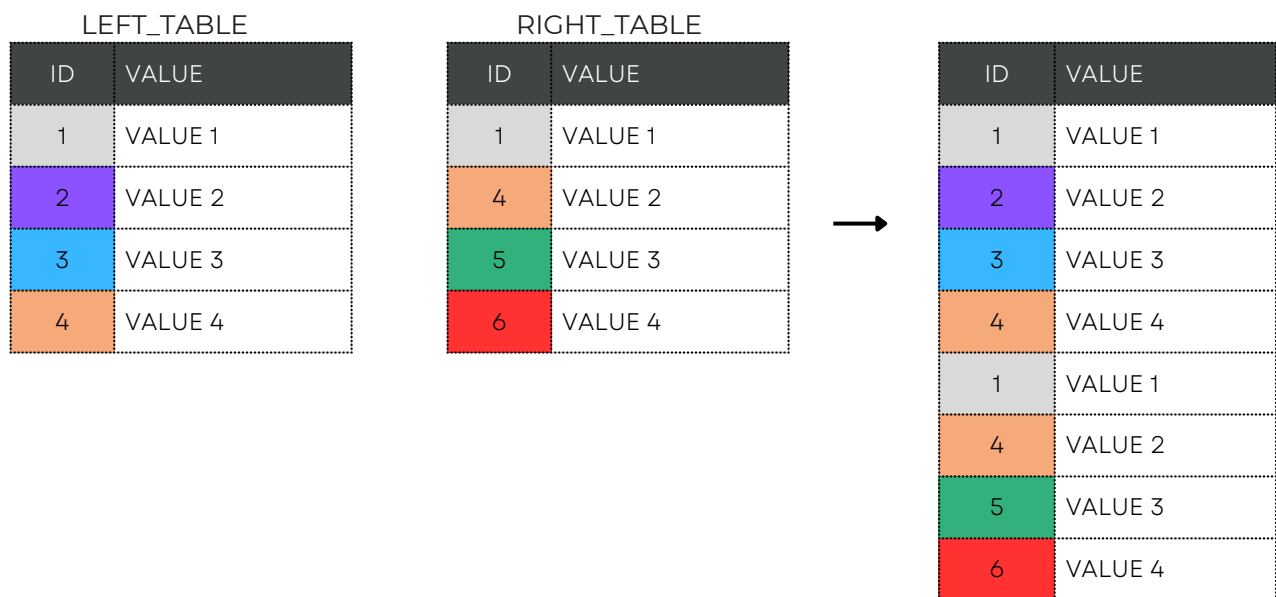 LEFT_TABLE
ID VALUE
1 VALUE 1
2 VALUE 2
3 VALUE 3
4 VALUE 4
RIGHT_TABLE
ID VALUE
1 VALUE 1
4 VALUE 2
5 VALUE 3
6 VALUE 4
ID VALUE
1 VALUE 1
2 VALUE 2
3 VALUE 3
4 VALUE 4
1 VALUE 1
4 VALUE 2
5 VALUE 3
6 VALUE 4